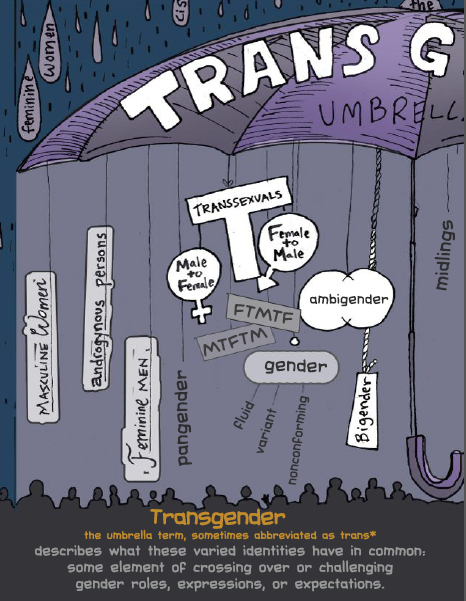 the
cis
women
feminine
TRANS G
UMBRELL
TRANSSEXUALS
T
Male
to
Female
Female
to
Male
MASCULINE Women
androgynous persons
Feminine MEN
pangender
FTMTF
MTFTM
gender
fluid
variant
nonconforming
ambigender
Bigender
midlings
Transgender
the umbrella term, sometimes abbreviated as trans*
describes what these varied identities have in common:
some element of crossing over or challenging
gender roles, expressions, or expectations.